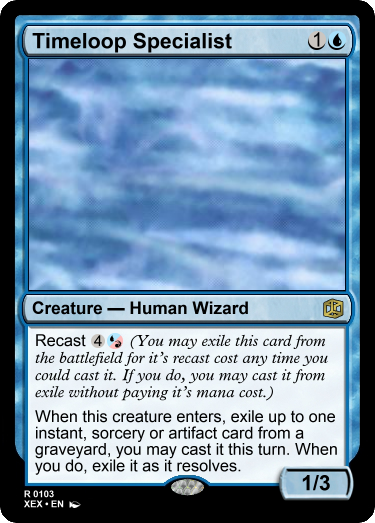 Timeloop Specialist 1
Creature — Human Wizard
Recast 4 (You may exile this card from
the battlefield for it's recast cost any time you
could cast it. If you do, you may cast it from
exile without paying it's mana cost.)
When this creature enters, exile up to one
instant, sorcery or artifact card from a
graveyard, you may cast it this turn. When
you do, exile it as it resolves.
1/3
R 0103
XEX • EN